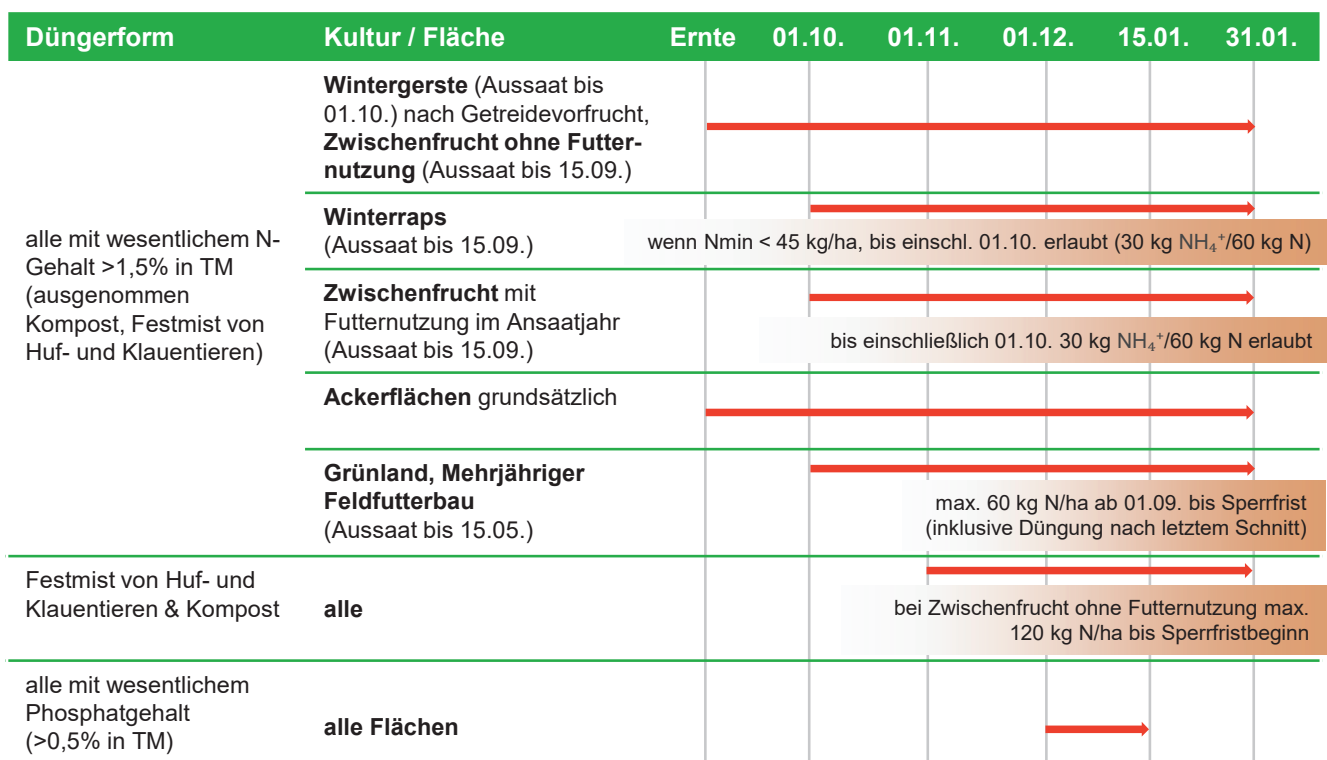 Düngerform Kultur / Fläche Ernte 01.10. 01.11. 01.12. 15.01. 31.01.
alle mit wesentlichem N-
Gehalt >1,5% in TM
(ausgenommen
Kompost, Festmist von
Huf- und Klauentieren)
Wintergerste (Aussaat bis
01.10.) nach Getreidevorfrucht,
Zwischenfrucht ohne Futter-
nutzung (Aussaat bis 15.09.)
Winterraps
(Aussaat bis 15.09.)
wenn Nmin < 45 kg/ha, bis einschl. 01.10. erlaubt (30 kg NH₄⁺/60 kg N)
Zwischenfrucht mit
Futternutzung im Ansaatjahr
(Aussaat bis 15.09.)
bis einschließlich 01.10. 30 kg NH₄⁺/60 kg N erlaubt
Ackerflächen grundsätzlich
Grünland, Mehrjähriger
Feldfutterbau
(Aussaat bis 15.05.)
max. 60 kg N/ha ab 01.09. bis Sperrfrist
(inklusive Düngung nach letztem Schnitt)
Festmist von Huf- und
Klauentieren & Kompost
alle
bei Zwischenfrucht ohne Futternutzung max.
120 kg N/ha bis Sperrfristbeginn
alle mit wesentlichem
Phosphatgehalt
(>0,5% in TM)
alle Flächen